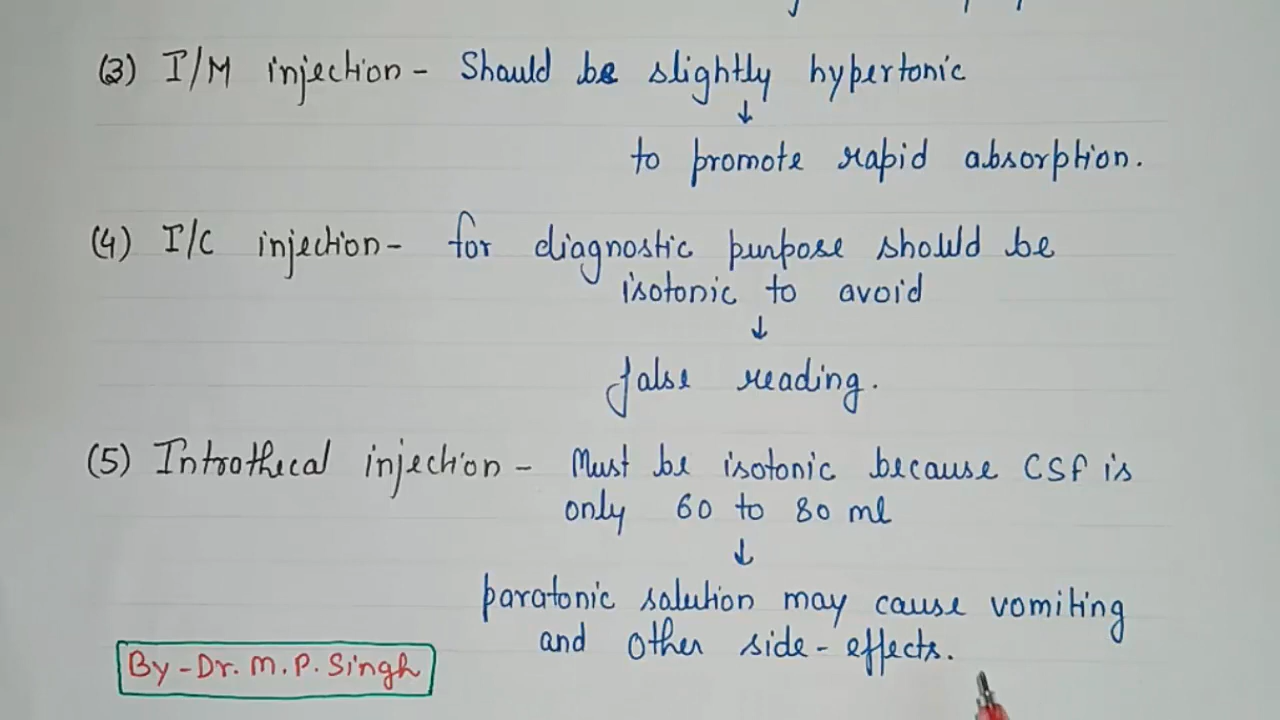 (3) I/M injection - Should be slightly hypertonic
↓
to promote rapid absorption.
(4) I/C injection - for diagnostic purpose should be
isotonic to avoid
↓
false reading.
(5) Introthecal injection - Must be isotonic because CSF is
only 60 to 80 ml
↓
paratonic solution may cause vomiting
and other side-effects.
By - Dr. M. P. Singh